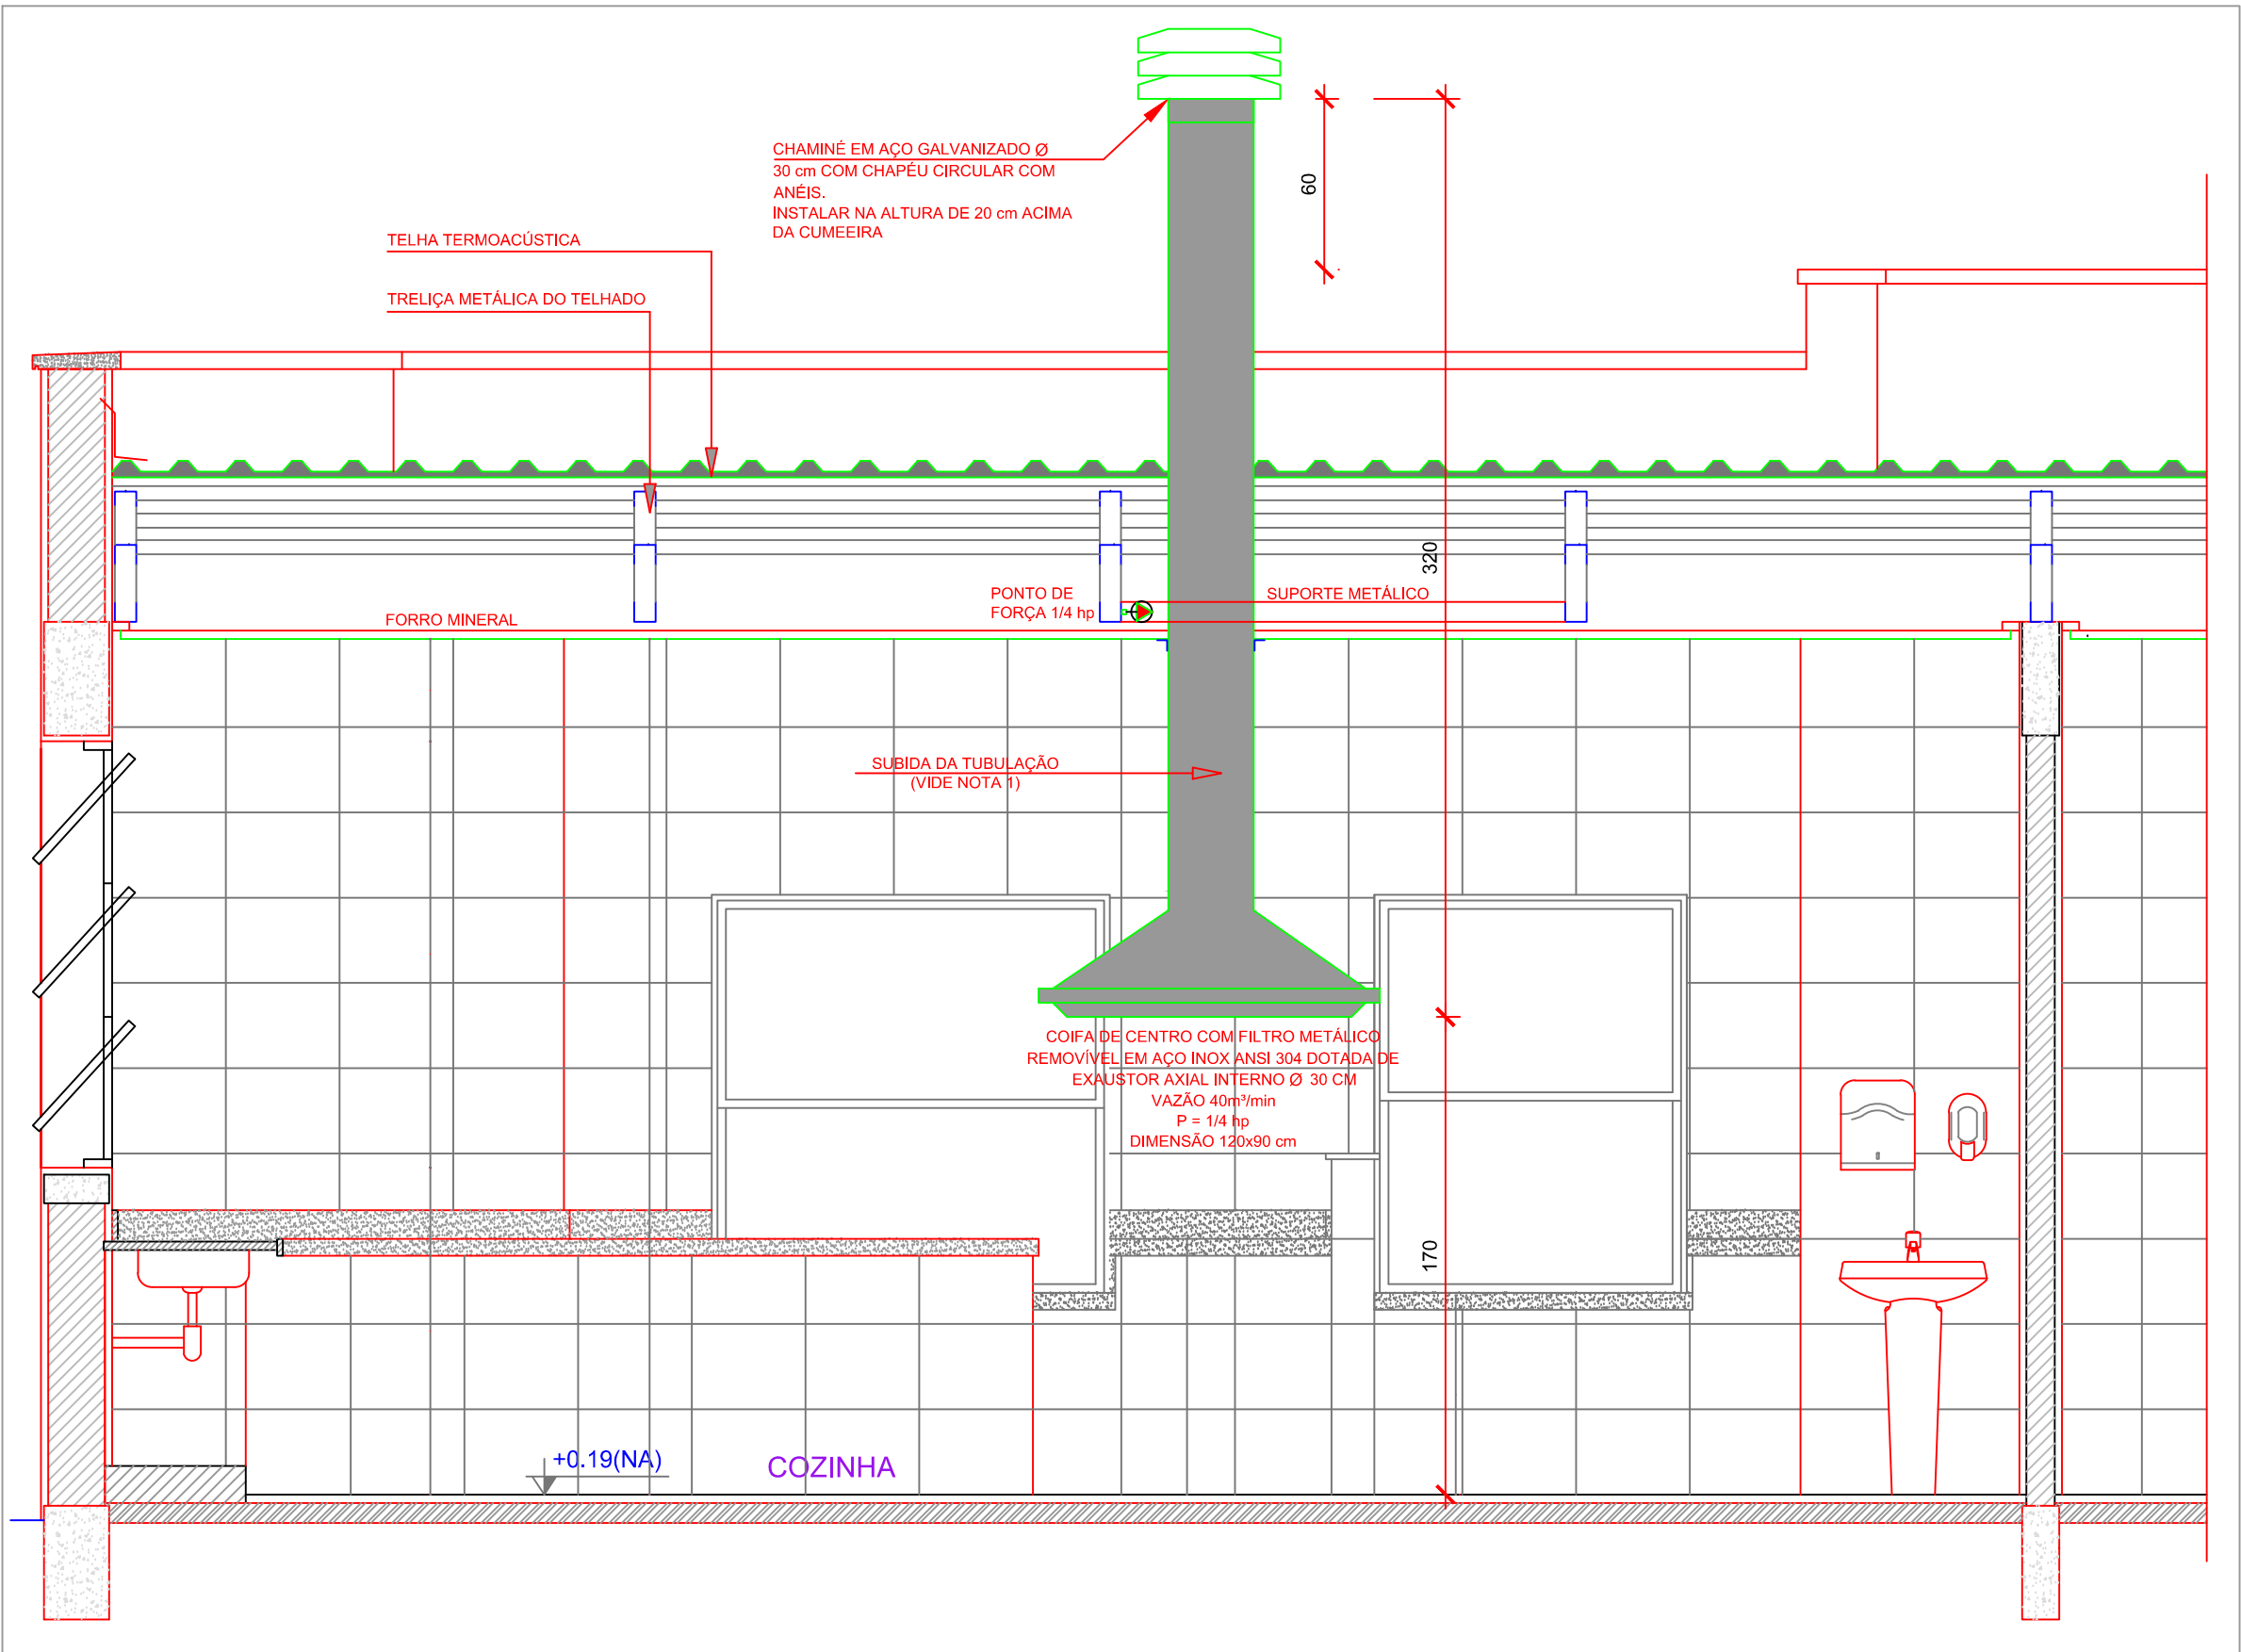 CHAMINÉ EM AÇO GALVANIZADO Ø
30 cm COM CHAPÉU CIRCULAR COM
ANÉIS.
INSTALAR NA ALTURA DE 20 cm ACIMA
DA CUMEEIRA
60
TELHA TERMOACÚSTICA
TRELIÇA METÁLICA DO TELHADO
320
PONTO DE
FORÇA 1/4 hp
SUPORTE METÁLICO
FORRO MINERAL
SUBIDA DA TUBULAÇÃO
(VIDE NOTA 1)
COIFA DE CENTRO COM FILTRO METÁLICO
REMOVÍVEL EM AÇO INOX ANSI 304 DOTADA DE
EXAUSTOR AXIAL INTERNO Ø 30 CM
VAZÃO 40m³/min
P = 1/4 hp
DIMENSÃO 120x90 cm
170
+0.19(NA)
COZINHA